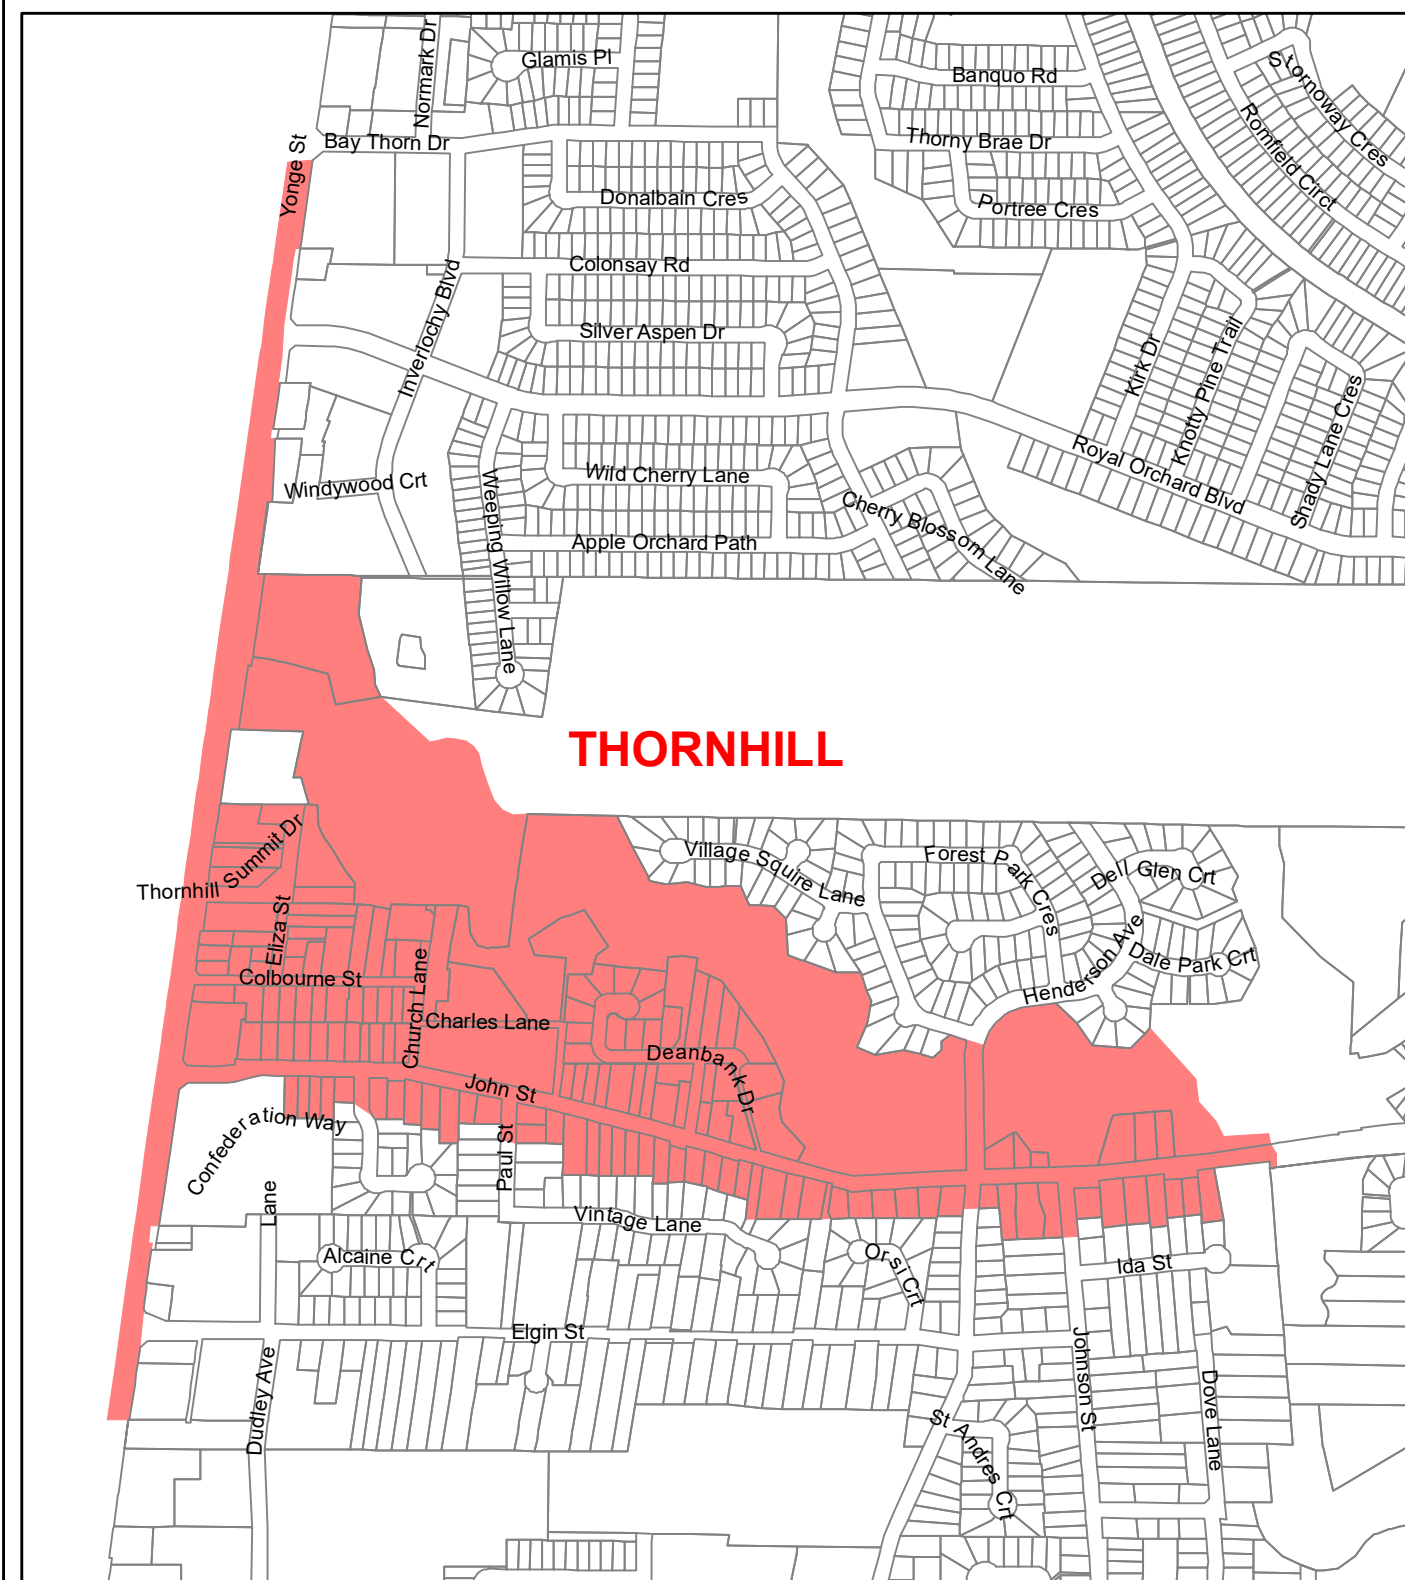 Glamis Pl
Normark Dr
Banquo Rd
Stornoway Cres
Romfield Circt
Yonge St
Bay Thorn Dr
Thorny Brae Dr
Donalbain Cres
Portree Cres
Colonsay Rd
Inverlochy Blvd
Silver Aspen Dr
Kirk Dr
Knotty Pine Trail
Shady Lane Cres
Royal Orchard Blvd
Wild Cherry Lane
Windywood Crt
Weeping Willow Lane
Cherry Blossom Lane
Apple Orchard Path
THORNHILL
Thornhill Summit Dr
Village Squire Lane
Forest Park Cres
Dell Glen Crt
Eliza St
Henderson Ave
Dale Park Crt
Colbourne St
Church Lane
Charles Lane
Deanbank Dr
John St
Confederation Way
Paul St
Lane
Vintage Lane
Alcaine Crt
Orsi Crt
Ida St
Elgin St
Dudley Ave
Johnson St
Dove Lane
St Andres Crt